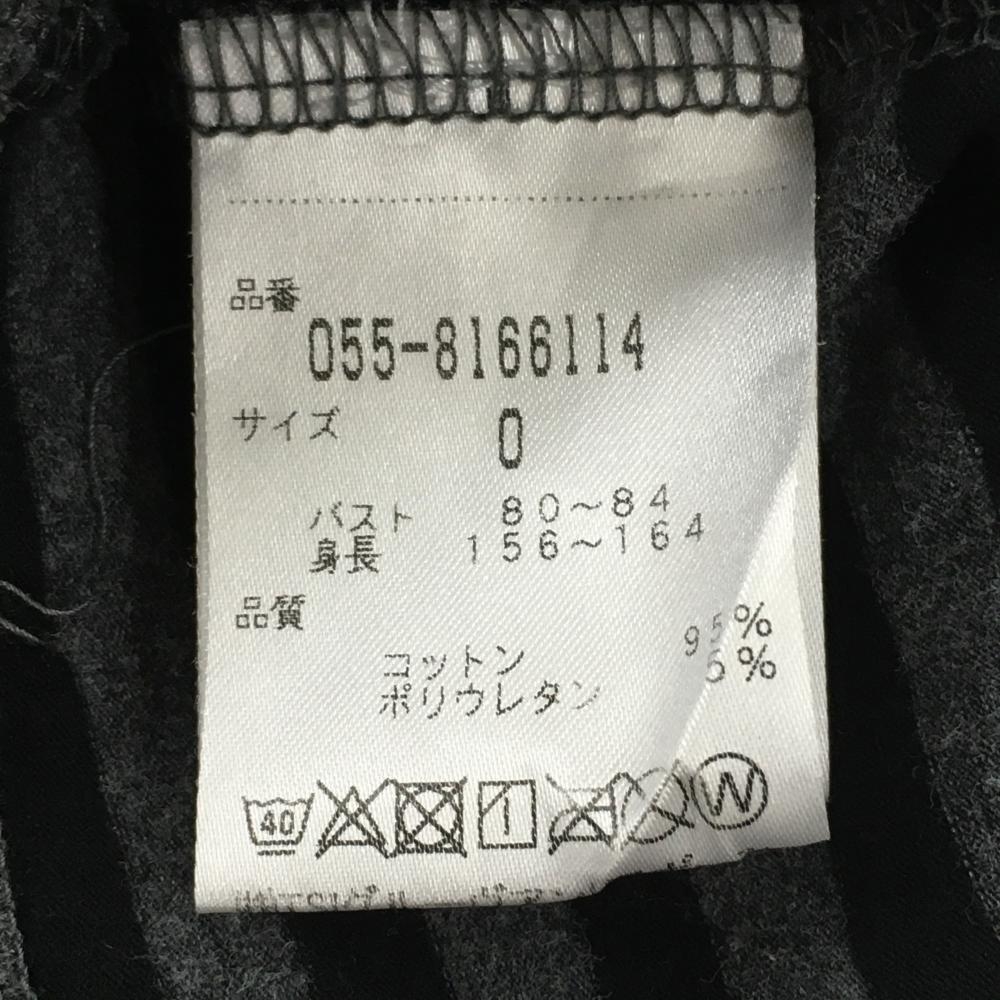 品番
055-8166114
サイズ 0
バスト 80～84
身長 156～164
品質
コットン 95%
ポリウレタン 5%
40 W